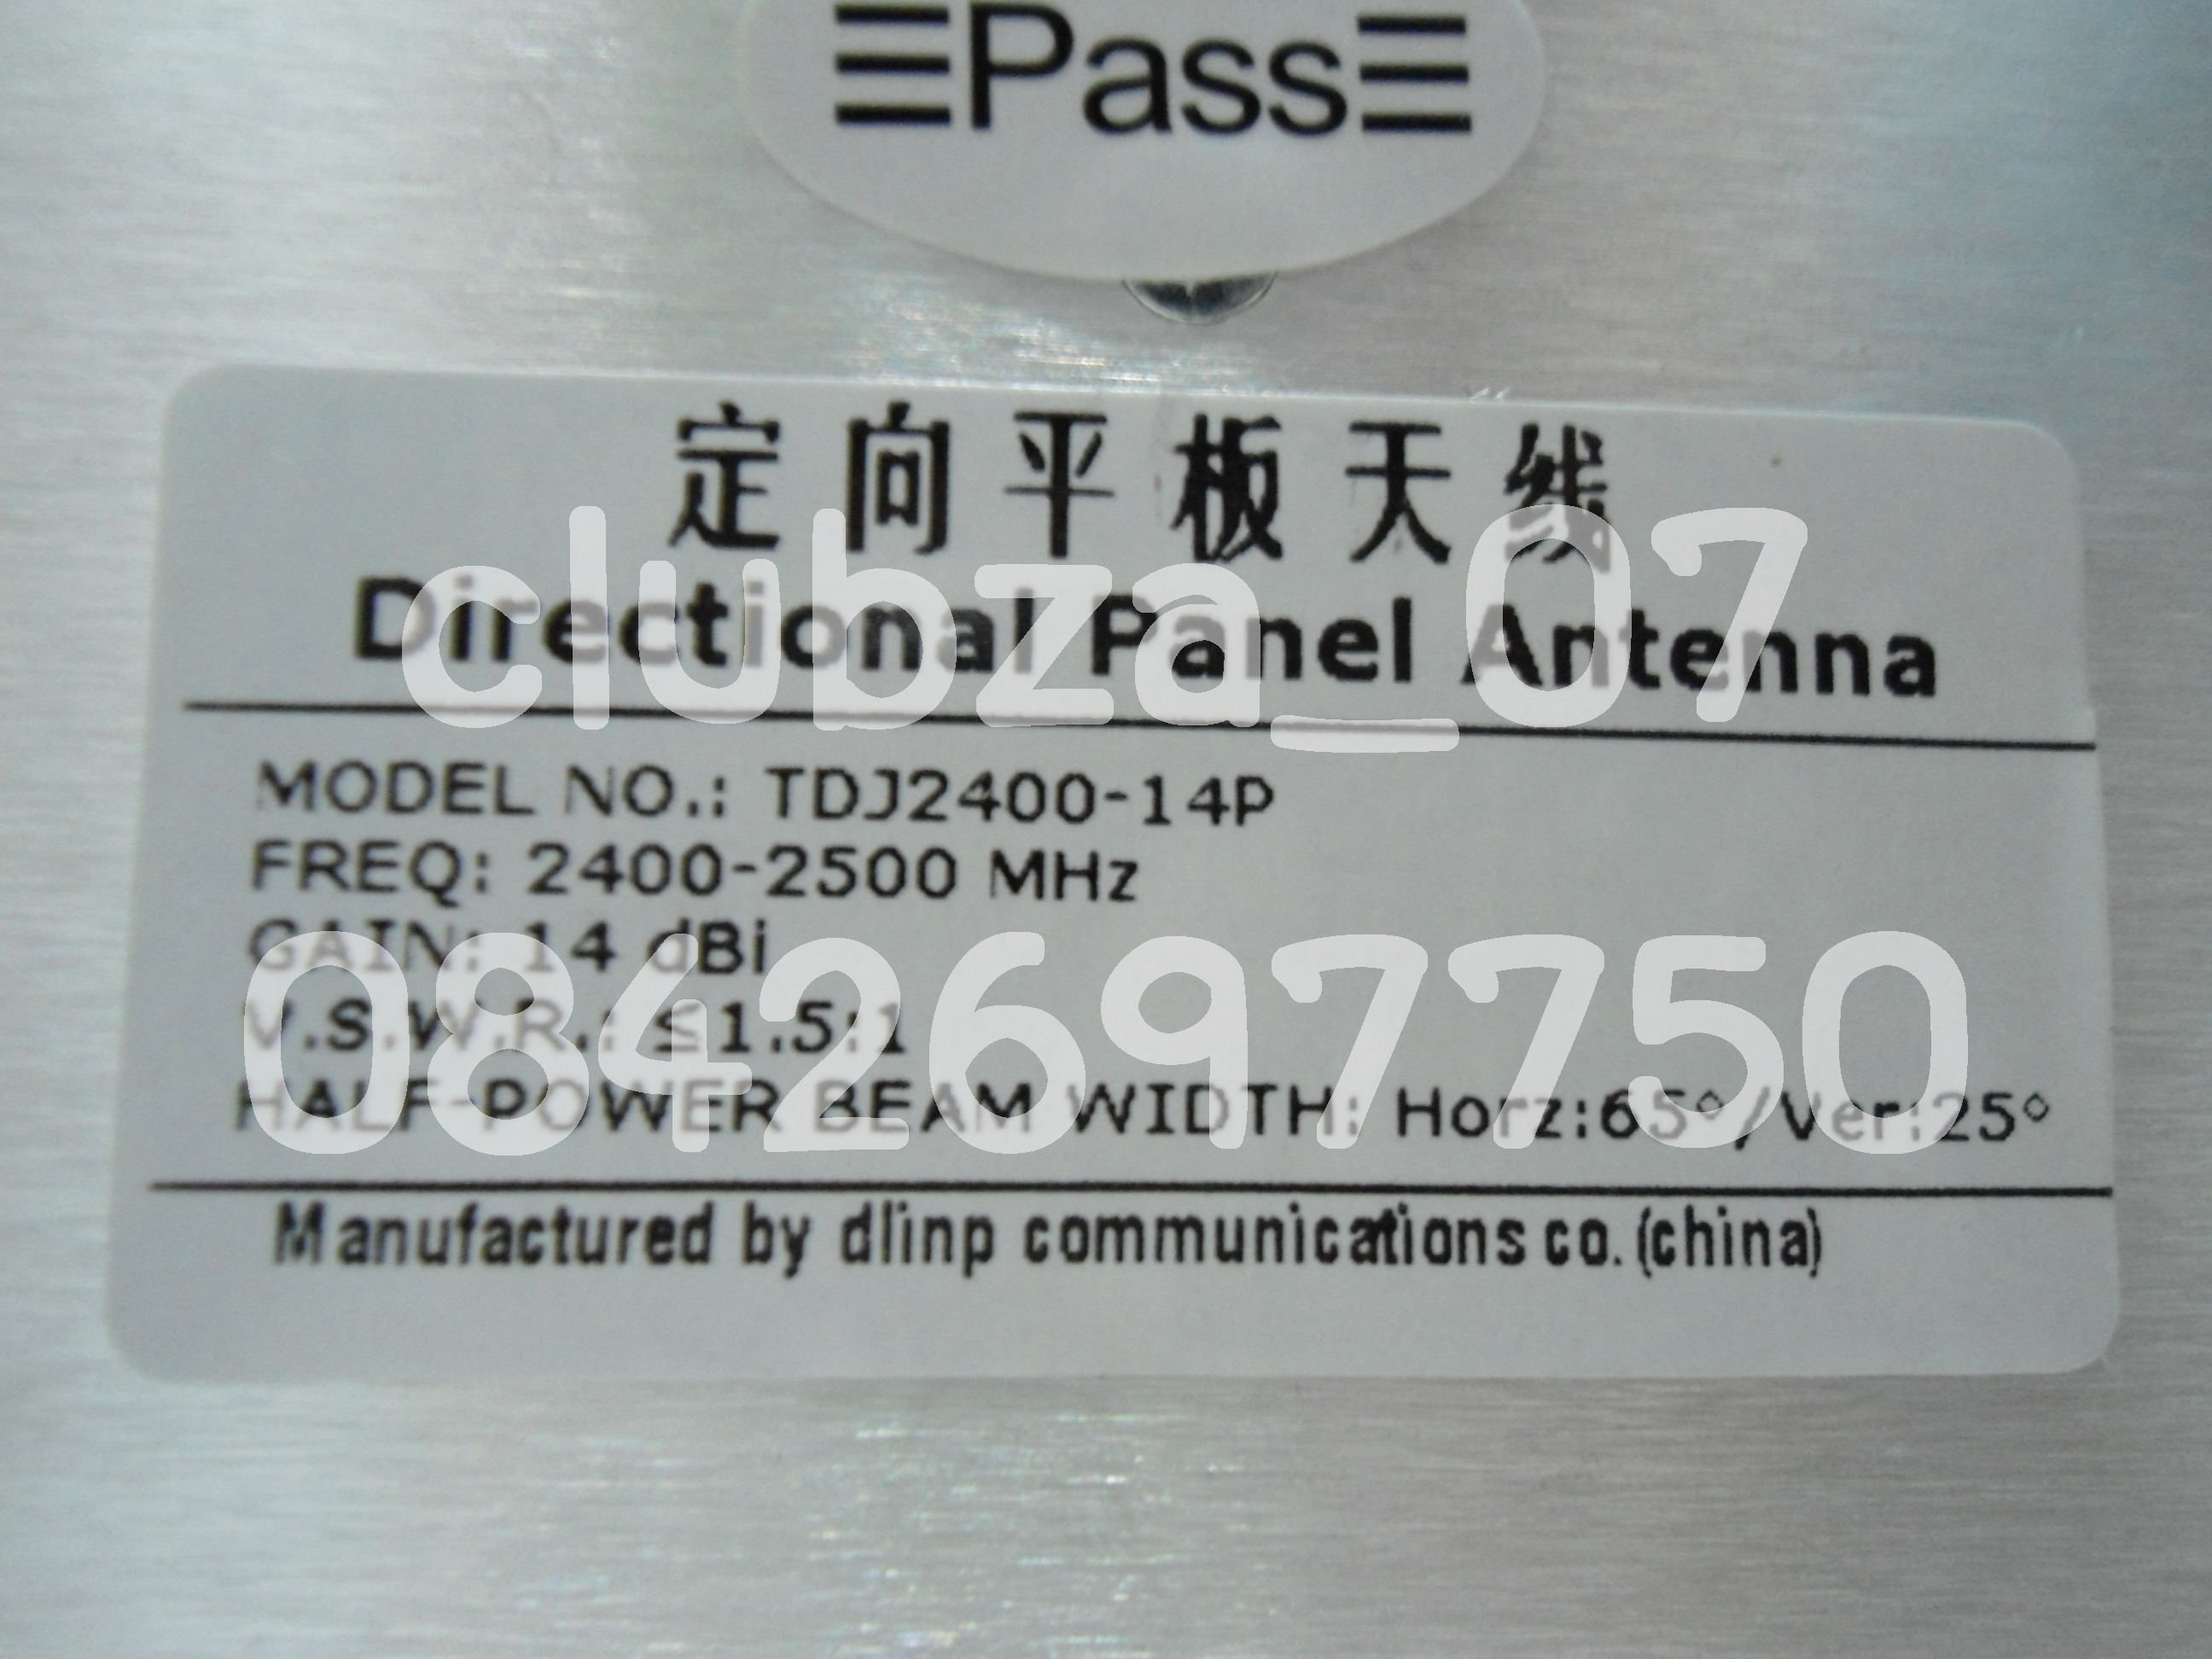 ≡Pass≡
定向平板天线
clubza_07
Directional Panel Antenna
MODEL NO.: TDJ2400-14P
FREQ: 2400-2500 MHz
GAIN: 14 dBi
0842697750
V.S.W.R.: ≤1.5:1
HALF-POWER BEAM WIDTH: Horz:65°/Ver:25°
Manufactured by dlinp communications co.(china)